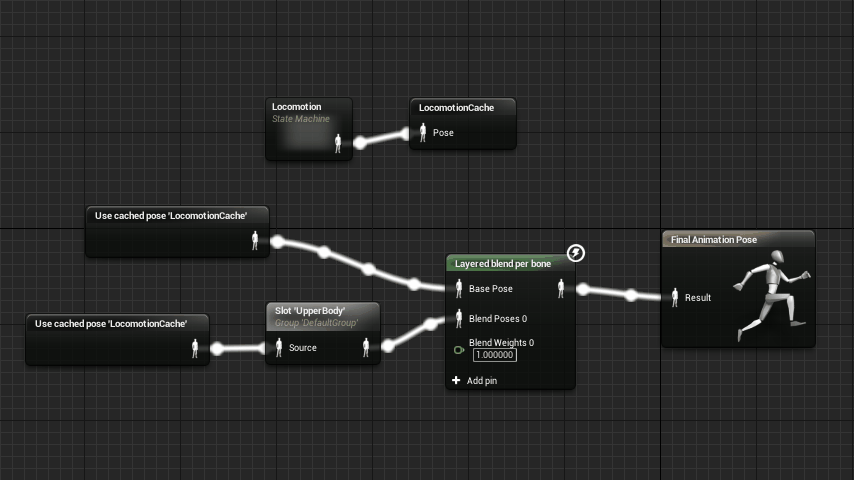 Locomotion
State Machine
LocomotionCache
Pose
Use cached pose 'LocomotionCache'
Layered blend per bone
Base Pose
Blend Poses 0
Blend Weights 0
1.000000
Add pin
Use cached pose 'LocomotionCache'
Slot 'UpperBody'
Group 'DefaultGroup'
Source
Final Animation Pose
Result